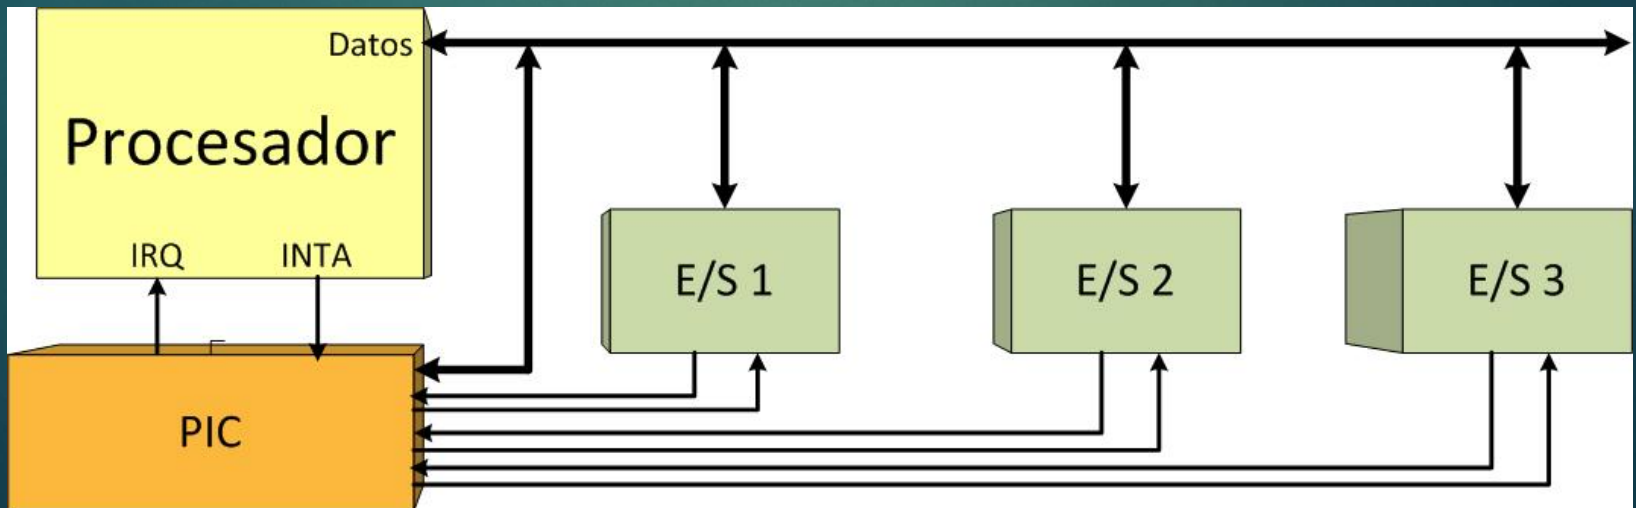 Datos
Procesador
IRQ INTA
E/S 1
E/S 2
E/S 3
PIC